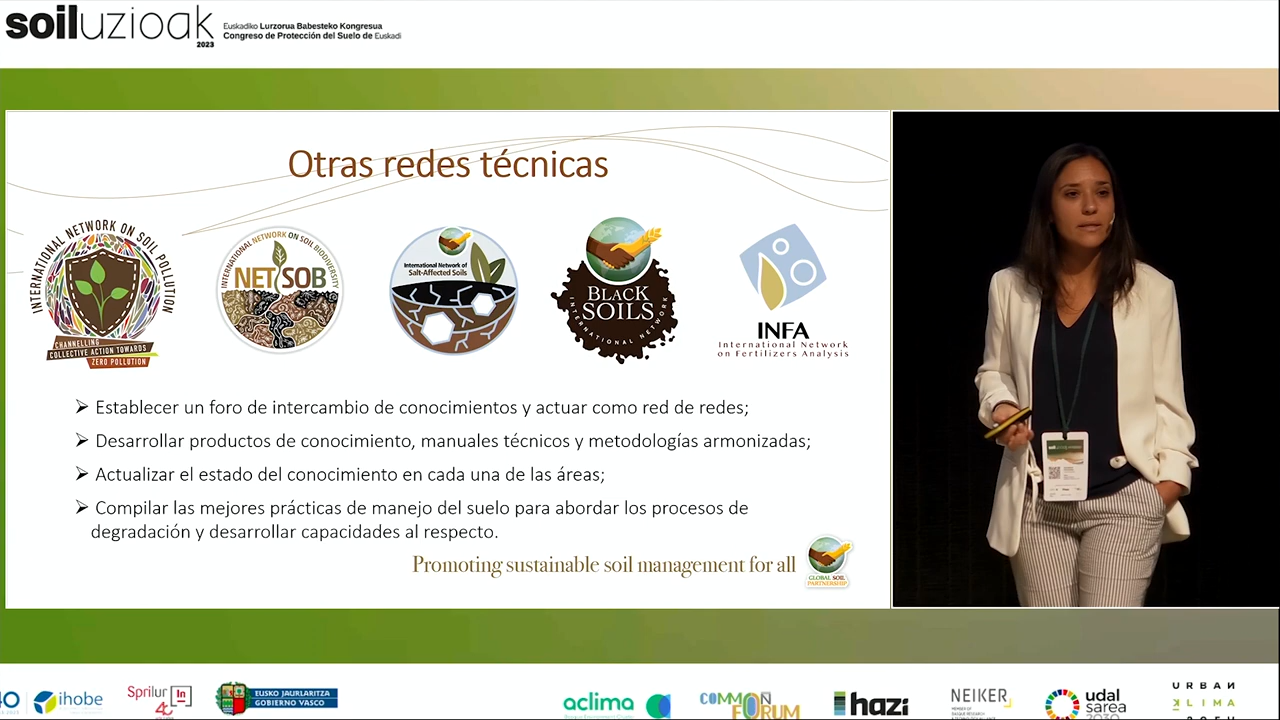 soiluzioak
2023
Euskadiko Lurzorua Babesteko Kongresua
Congreso de Protección del Suelo de Euskadi
Otras redes técnicas
INTERNATIONAL NETWORK ON SOIL POLLUTION
CHANNELLING
COLLECTIVE ACTION TOWARDS
ZERO POLLUTION
INTERNATIONAL NETWORK ON SOIL BIODIVERSITY
NETSOB
International Network of
Salt-Affected Soils
BLACK
SOILS
INTERNATIONAL NETWORK
INFA
International Network
on Fertilizers Analysis
➢ Establecer un foro de intercambio de conocimientos y actuar como red de redes;
➢ Desarrollar productos de conocimiento, manuales técnicos y metodologías armonizadas;
➢ Actualizar el estado del conocimiento en cada una de las áreas;
➢ Compilar las mejores prácticas de manejo del suelo para abordar los procesos de
degradación y desarrollar capacidades al respecto.
Promoting sustainable soil management for all
GLOBAL SOIL
PARTNERSHIP
ihobe
Sprilur
EUSKO JAURLARITZA
GOBIERNO VASCO
aclima
COMMON
FORUM
hazi
NEIKER
MEMBER OF
BASQUE RESEARCH
udal
sarea
2030
URBAN
KLIMA